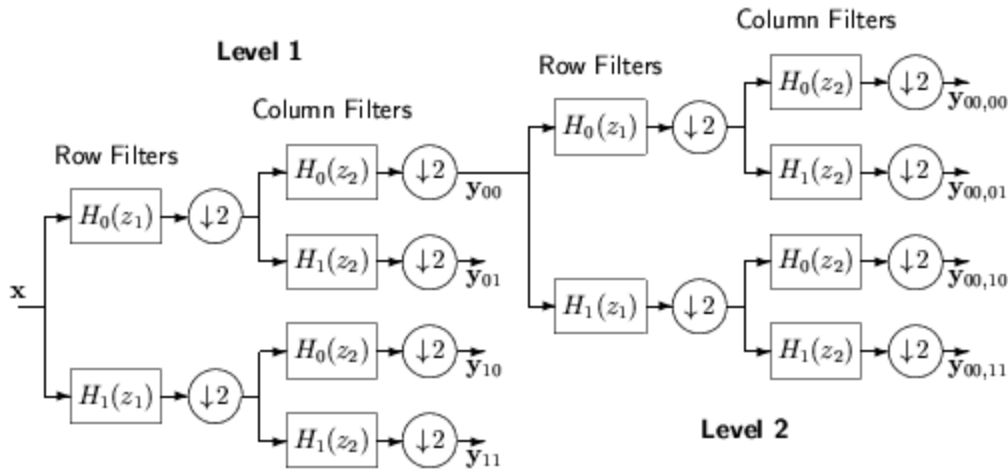 Level 1
Row Filters
Column Filters
Row Filters
Column Filters
x
H₀(z₁)
↓2
H₀(z₂)
↓2
y₀₀
H₁(z₂)
↓2
y₀₁
H₁(z₁)
↓2
H₀(z₂)
↓2
y₁₀
H₁(z₂)
↓2
y₁₁
H₀(z₁)
↓2
H₀(z₂)
↓2
y₀₀,₀₀
H₁(z₂)
↓2
y₀₀,₀₁
H₁(z₁)
↓2
H₀(z₂)
↓2
y₀₀,₁₀
H₁(z₂)
↓2
y₀₀,₁₁
Level 2